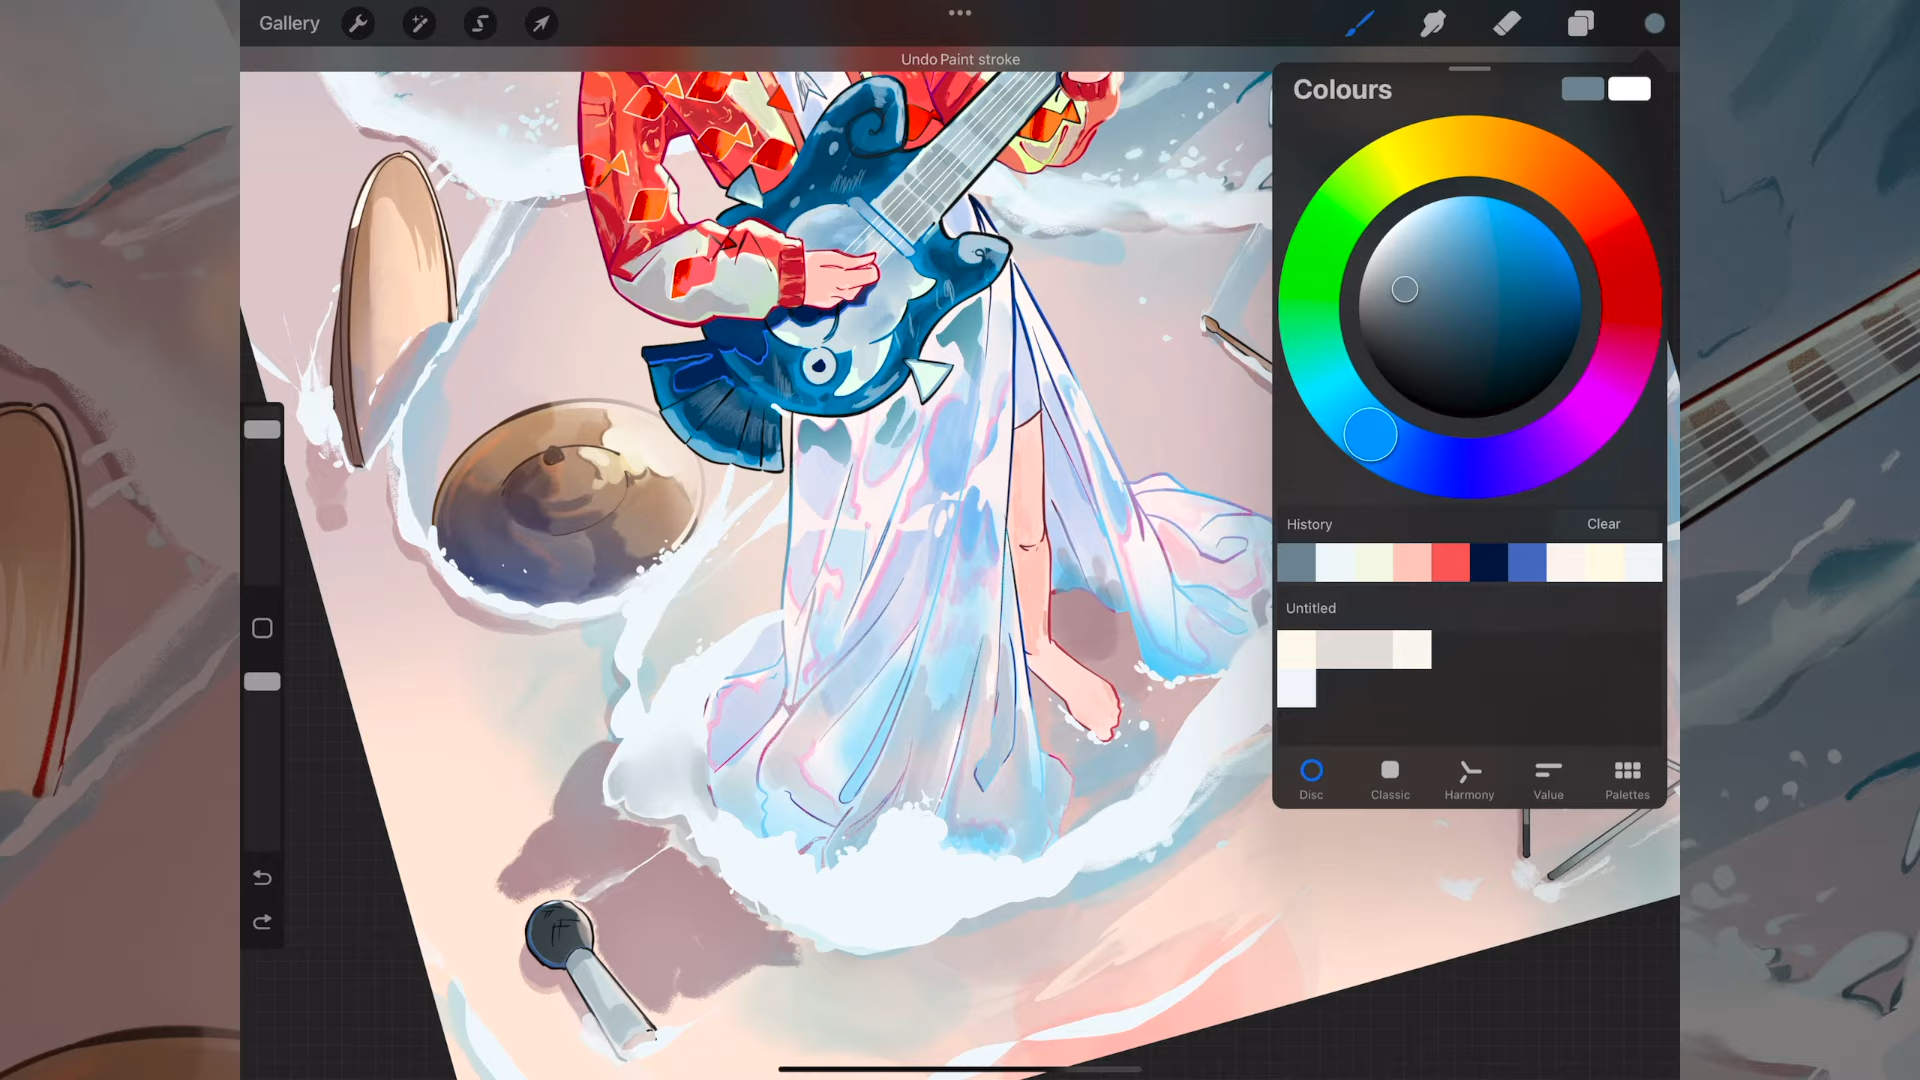 Gallery
Undo Paint stroke
Colours
History
Clear
Untitled
Disc
Classic
Harmony
Value
Palettes